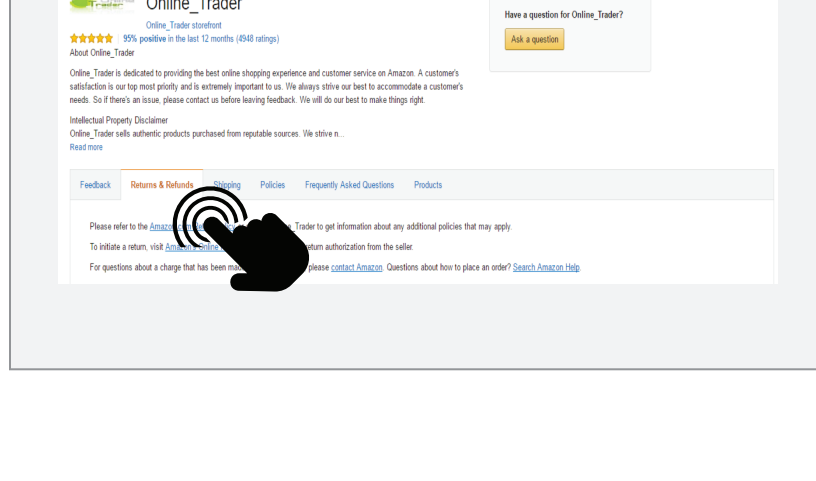 Trader
Online_Trader
Have a question for Online_Trader?
Online_Trader storefront
95% positive in the last 12 months (4948 ratings)
Ask a question
About Online_Trader
Online_Trader is dedicated to providing the best online shopping experience and customer service on Amazon. A customer's
satisfaction is our top most priority and is extremely important to us. We always strive our best to accommodate a customer's
needs. So if there's an issue, please contact us before leaving feedback. We will do our best to make things right.
Intellectual Property Disclaimer
Online_Trader sells authentic products purchased from reputable sources. We strive n...
Read more
Feedback Returns & Refunds Shipping Policies Frequently Asked Questions Products
Please refer to the Trader to get information about any additional policies that may apply.
To initiate a return, visit return authorization from the seller.
For questions about a charge that has been please contact Amazon. Questions about how to place an order? Search Amazon Help.